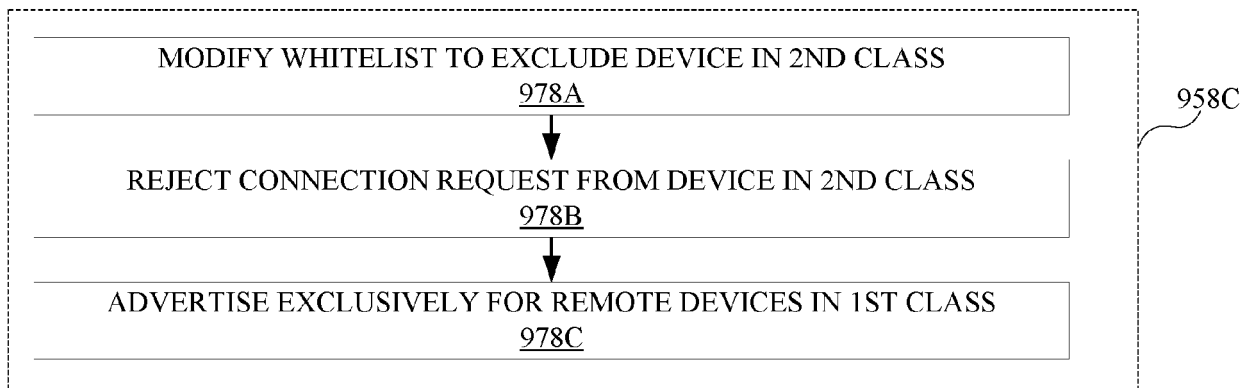 MODIFY WHITELIST TO EXCLUDE DEVICE IN 2ND CLASS
978A
958C
REJECT CONNECTION REQUEST FROM DEVICE IN 2ND CLASS
978B
ADVERTISE EXCLUSIVELY FOR REMOTE DEVICES IN 1ST CLASS
978C